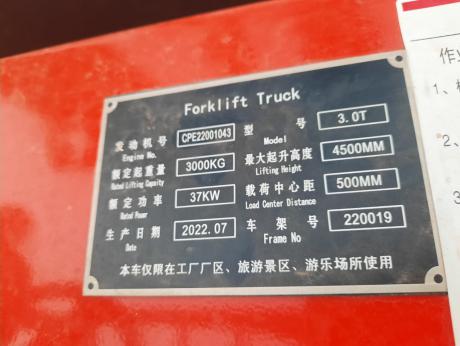 Forklift Truck
发动机号 CPE22001043 型号 3.0T
Engine No. Model
额定起重量 3000KG 最大起升高度 4500MM
Rated Lifting Capacity Lifting Height
额定功率 37KW 载荷中心距 500MM
Rated Power Load Center Distance
生产日期 2022.07 车架号 220019
Date Frame No
本车仅限在工厂厂区、旅游景区、游乐场所使用
1、
2、
3、